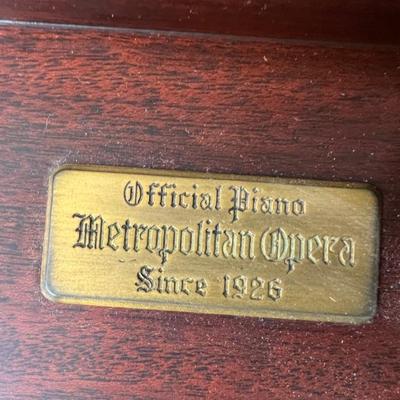 Official Piano
Metropolitan Opera
Since 1926